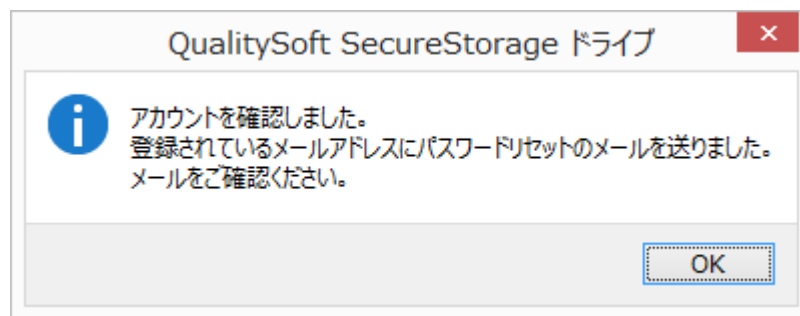 QualitySoft SecureStorage ドライブ
アカウントを確認しました。
登録されているメールアドレスにパスワードリセットのメールを送りました。
メールをご確認ください。
OK